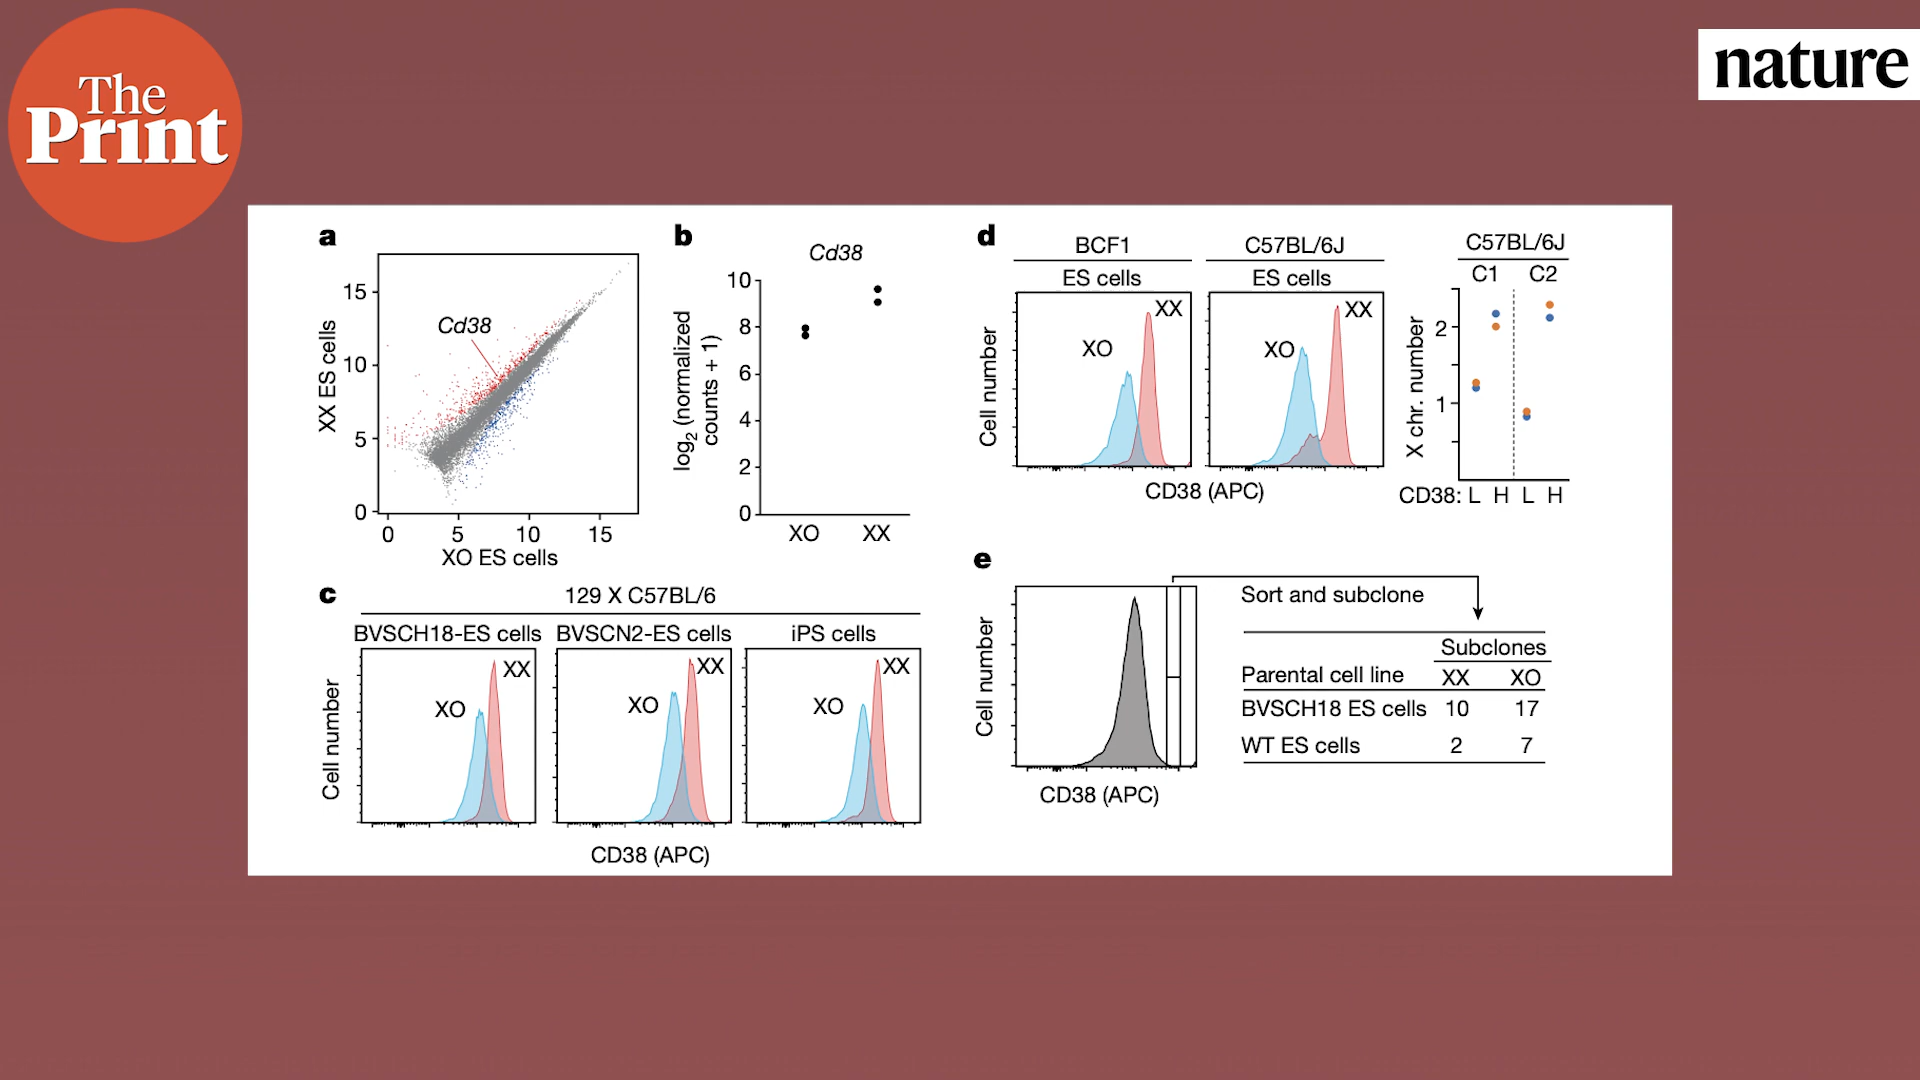 The
Print
nature
a
Cd38
XX ES cells
15
10
5
0
0 5 10 15
XO ES cells
b
Cd38
log2 (normalized
counts + 1)
10
8
6
4
2
0
XO XX
c
129 X C57BL/6
BVSCH18-ES cells BVSCN2-ES cells iPS cells
XX XX XX
XO XO XO
Cell number
CD38 (APC)
d
BCF1 C57BL/6J
ES cells ES cells
XX XX
XO XO
Cell number
CD38 (APC)
C57BL/6J
C1 C2
X chr. number
2
1
CD38: L H L H
e
Cell number
CD38 (APC)
Sort and subclone
Subclones
Parental cell line XX XO
BVSCH18 ES cells 10 17
WT ES cells 2 7